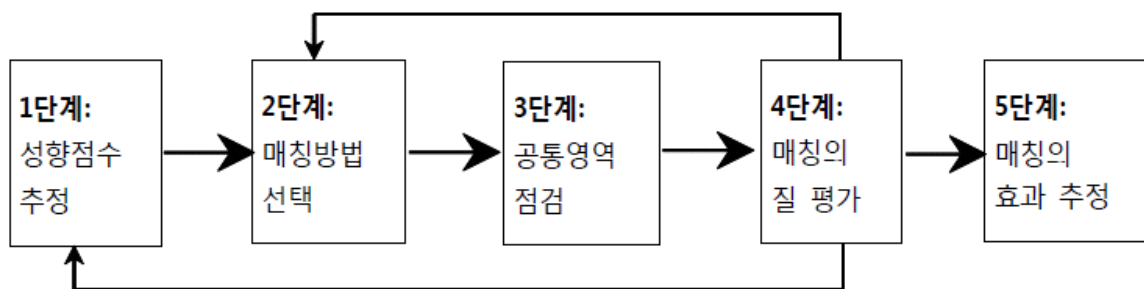 1단계:
성향점수
추정
2단계:
매칭방법
선택
3단계:
공통영역
점검
4단계:
매칭의
질 평가
5단계:
매칭의
효과 추정